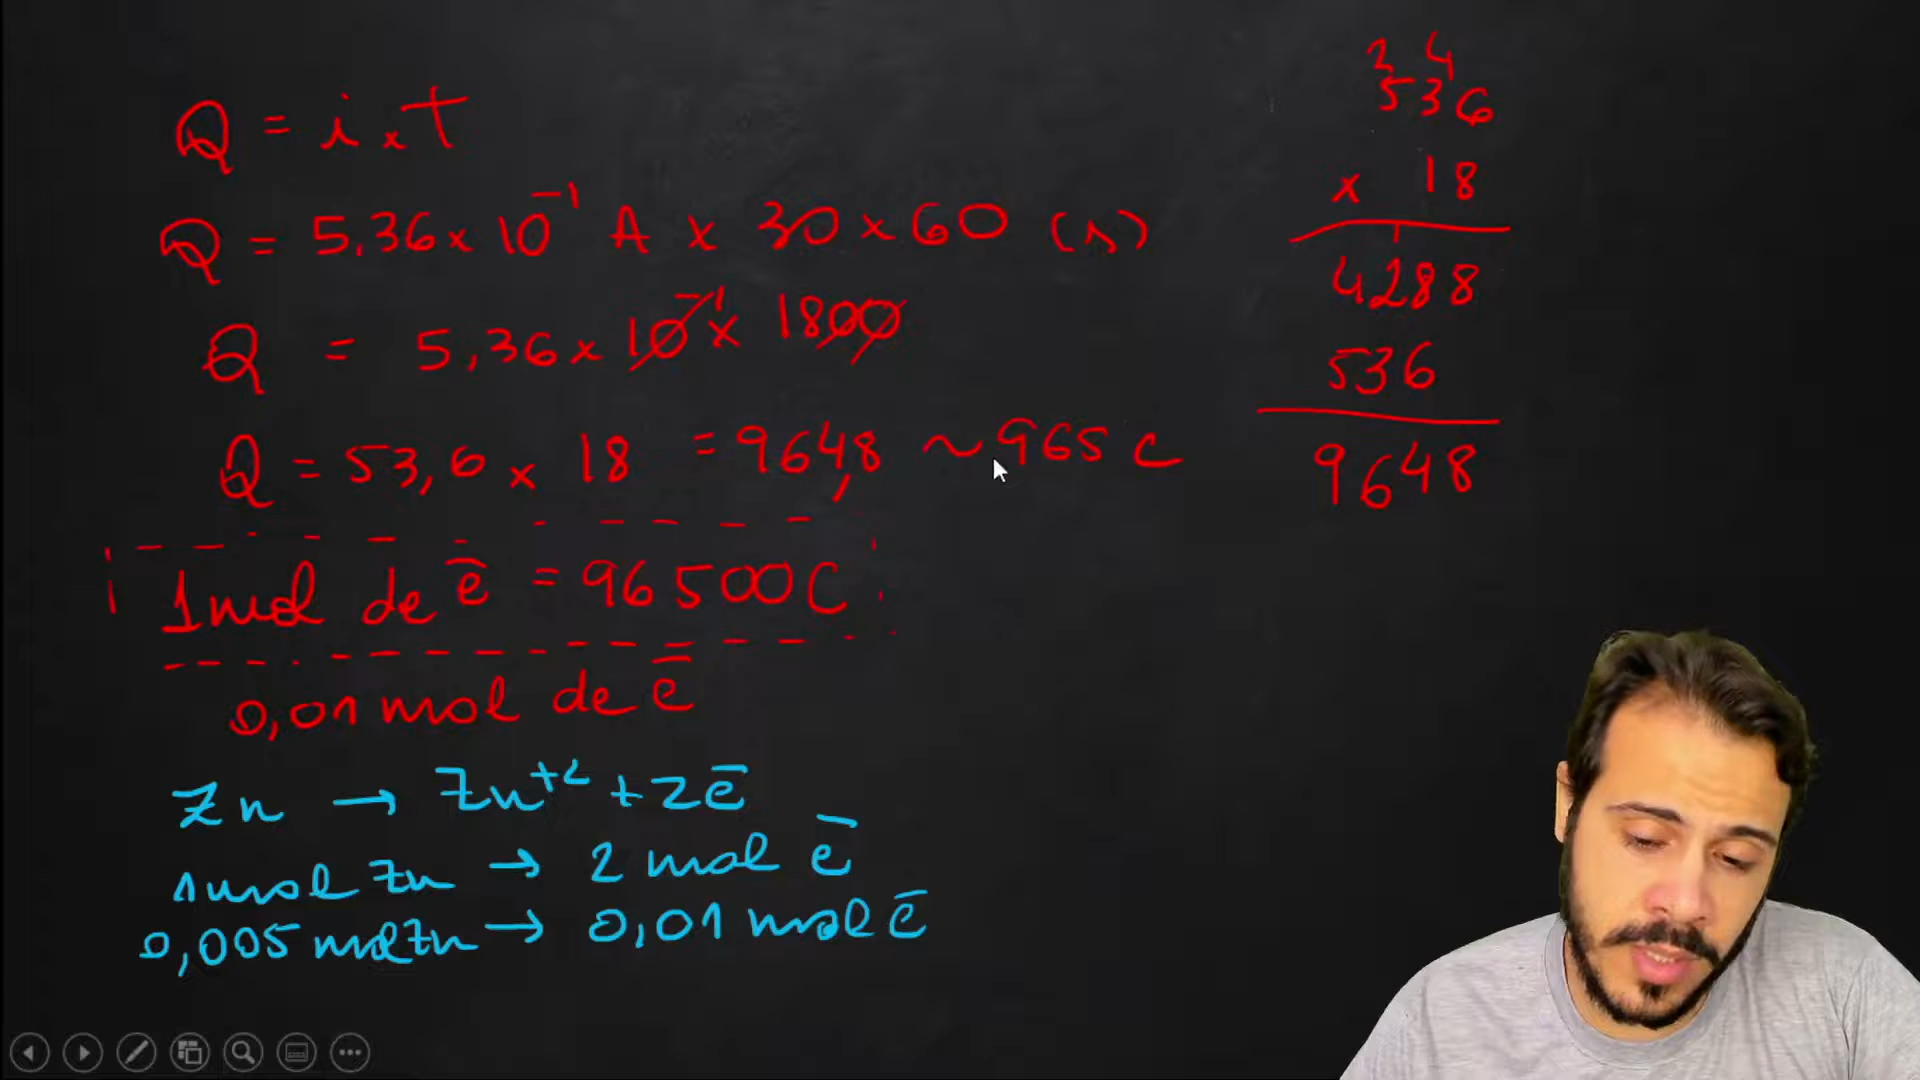 Q = i x T
Q = 5,36 x 10⁻¹ A x 30 x 60 (s)
Q = 5,36 x 10⁻¹ x 1800
Q = 53,6 x 18 = 964,8 ~ 965 C
1 mol de e̅ = 96500 C
0,01 mol de e̅
Zn → Zn⁺² + 2e̅
1 mol Zn → 2 mol e̅
0,005 mol Zn → 0,01 mol e̅
3 4
536
x 18
1
4288
536
9648